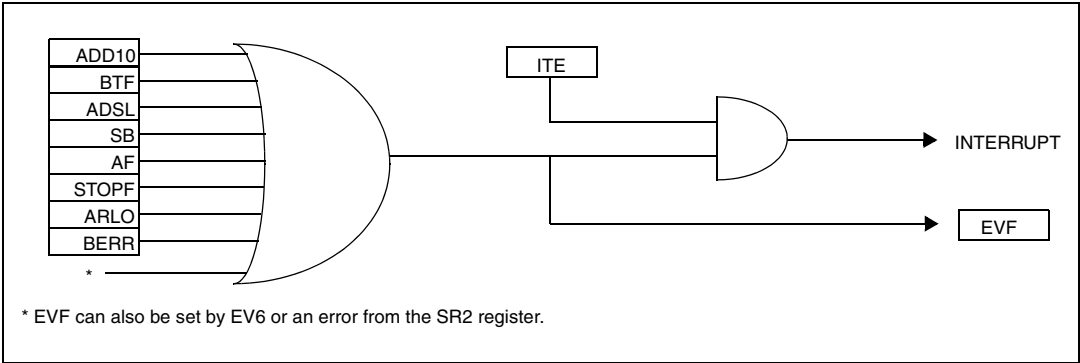 ADD10
BTF
ADSL
SB
AF
STOPF
ARLO
BERR
*
ITE
INTERRUPT
EVF
* EVF can also be set by EV6 or an error from the SR2 register.